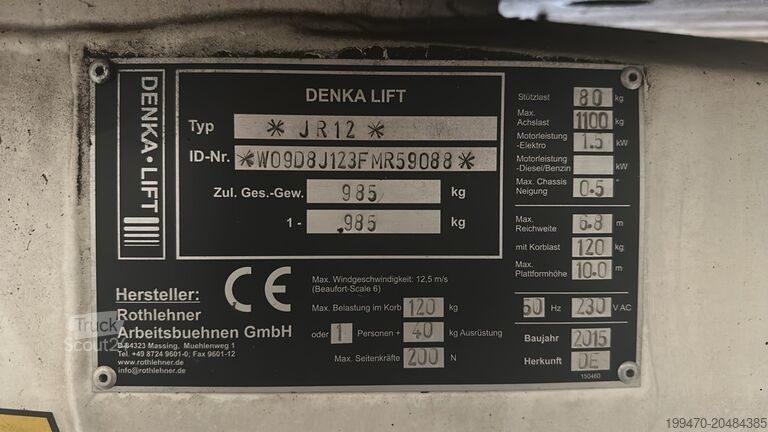 DENKA•LIFT
DENKA LIFT
Typ *JR12*
ID-Nr. *W09D8J123FMR59088*
Zul. Ges.-Gew. 985 kg
1 - 985 kg
CE
Max. Windgeschwindigkeit: 12,5 m/s
(Beaufort-Scale 6)
Hersteller:
Rothlehner
Arbeitsbuehnen GmbH
D-84323 Massing, Muehlenweg 1
Tel. +49 8724 9601-0; Fax 9601-12
www.rothlehner.de
info@rothlehner.de
Max. Belastung im Korb 120 kg
oder 1 Personen + 40 kg Ausrüstung
Max. Seitenkräfte 200 N
Stützlast 80 kg
Max.
Achslast 1100 kg
Motorleistung
-Elektro 1.5 kW
Motorleistung
-Diesel/Benzin kW
Max. Chassis
Neigung 0.5 °
Max.
Reichweite 6.8 m
mit Korblast 120 kg
Max.
Plattformhöhe 10.0 m
50 Hz 230 V AC
Baujahr 2015
Herkunft DE
150460
Truck
Scout24
199470-20484385